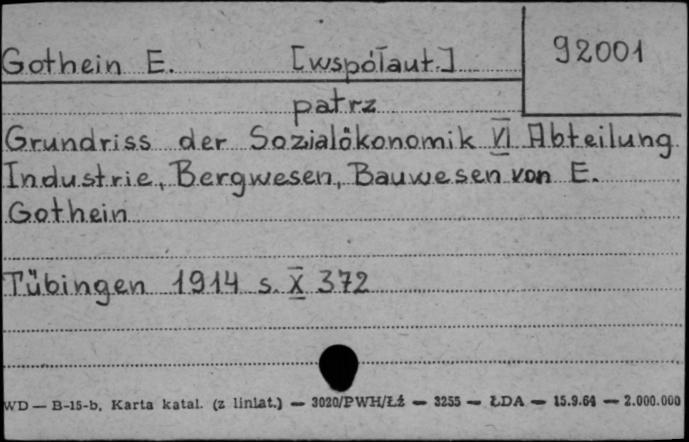 Gothein E. [współaut.] 92001
patrz
Grundriss der Sozialökonomik VI Abteilung
Industrie, Bergwesen, Bauwesen von E.
Gothein
Tübingen 1914 s. X 372
WD — B-15-b, Karta katal. (z liniat.) — 3020/PWH/Łź — 3255 — ŁDA — 15.9.64 — 2.000.000